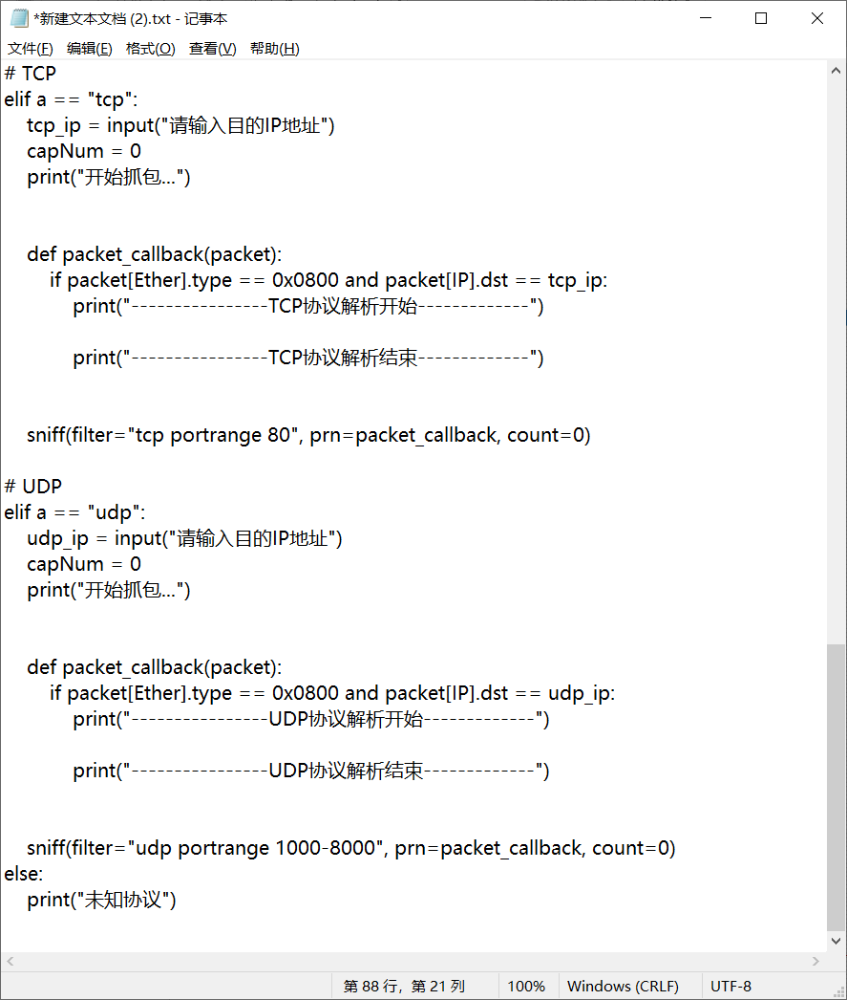 *新建文本文档 (2).txt - 记事本
文件(F) 编辑(E) 格式(O) 查看(V) 帮助(H)
# TCP
elif a == "tcp":
    tcp_ip = input("请输入目的IP地址")
    capNum = 0
    print("开始抓包...")
    def packet_callback(packet):
        if packet[Ether].type == 0x0800 and packet[IP].dst == tcp_ip:
            print("----------------TCP协议解析开始-------------")
            print("----------------TCP协议解析结束-------------")
    sniff(filter="tcp portrange 80", prn=packet_callback, count=0)
# UDP
elif a == "udp":
    udp_ip = input("请输入目的IP地址")
    capNum = 0
    print("开始抓包...")
    def packet_callback(packet):
        if packet[Ether].type == 0x0800 and packet[IP].dst == udp_ip:
            print("----------------UDP协议解析开始-------------")
            print("----------------UDP协议解析结束-------------")
    sniff(filter="udp portrange 1000-8000", prn=packet_callback, count=0)
else:
    print("未知协议")
第 88 行，第 21 列 100% Windows (CRLF) UTF-8